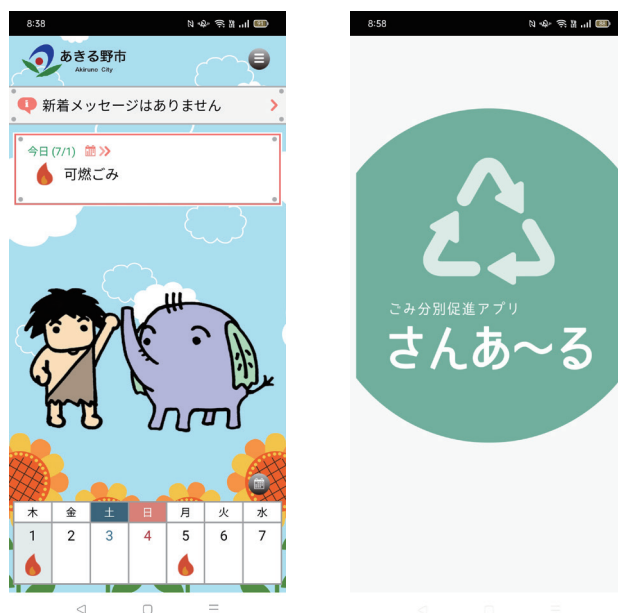 8:38
あきる野市
Akiruno City
新着メッセージはありません
今日(7/1)
可燃ごみ
木 金 土 日 月 火 水
1 2 3 4 5 6 7
8:58
ごみ分別促進アプリ
さんあ〜る